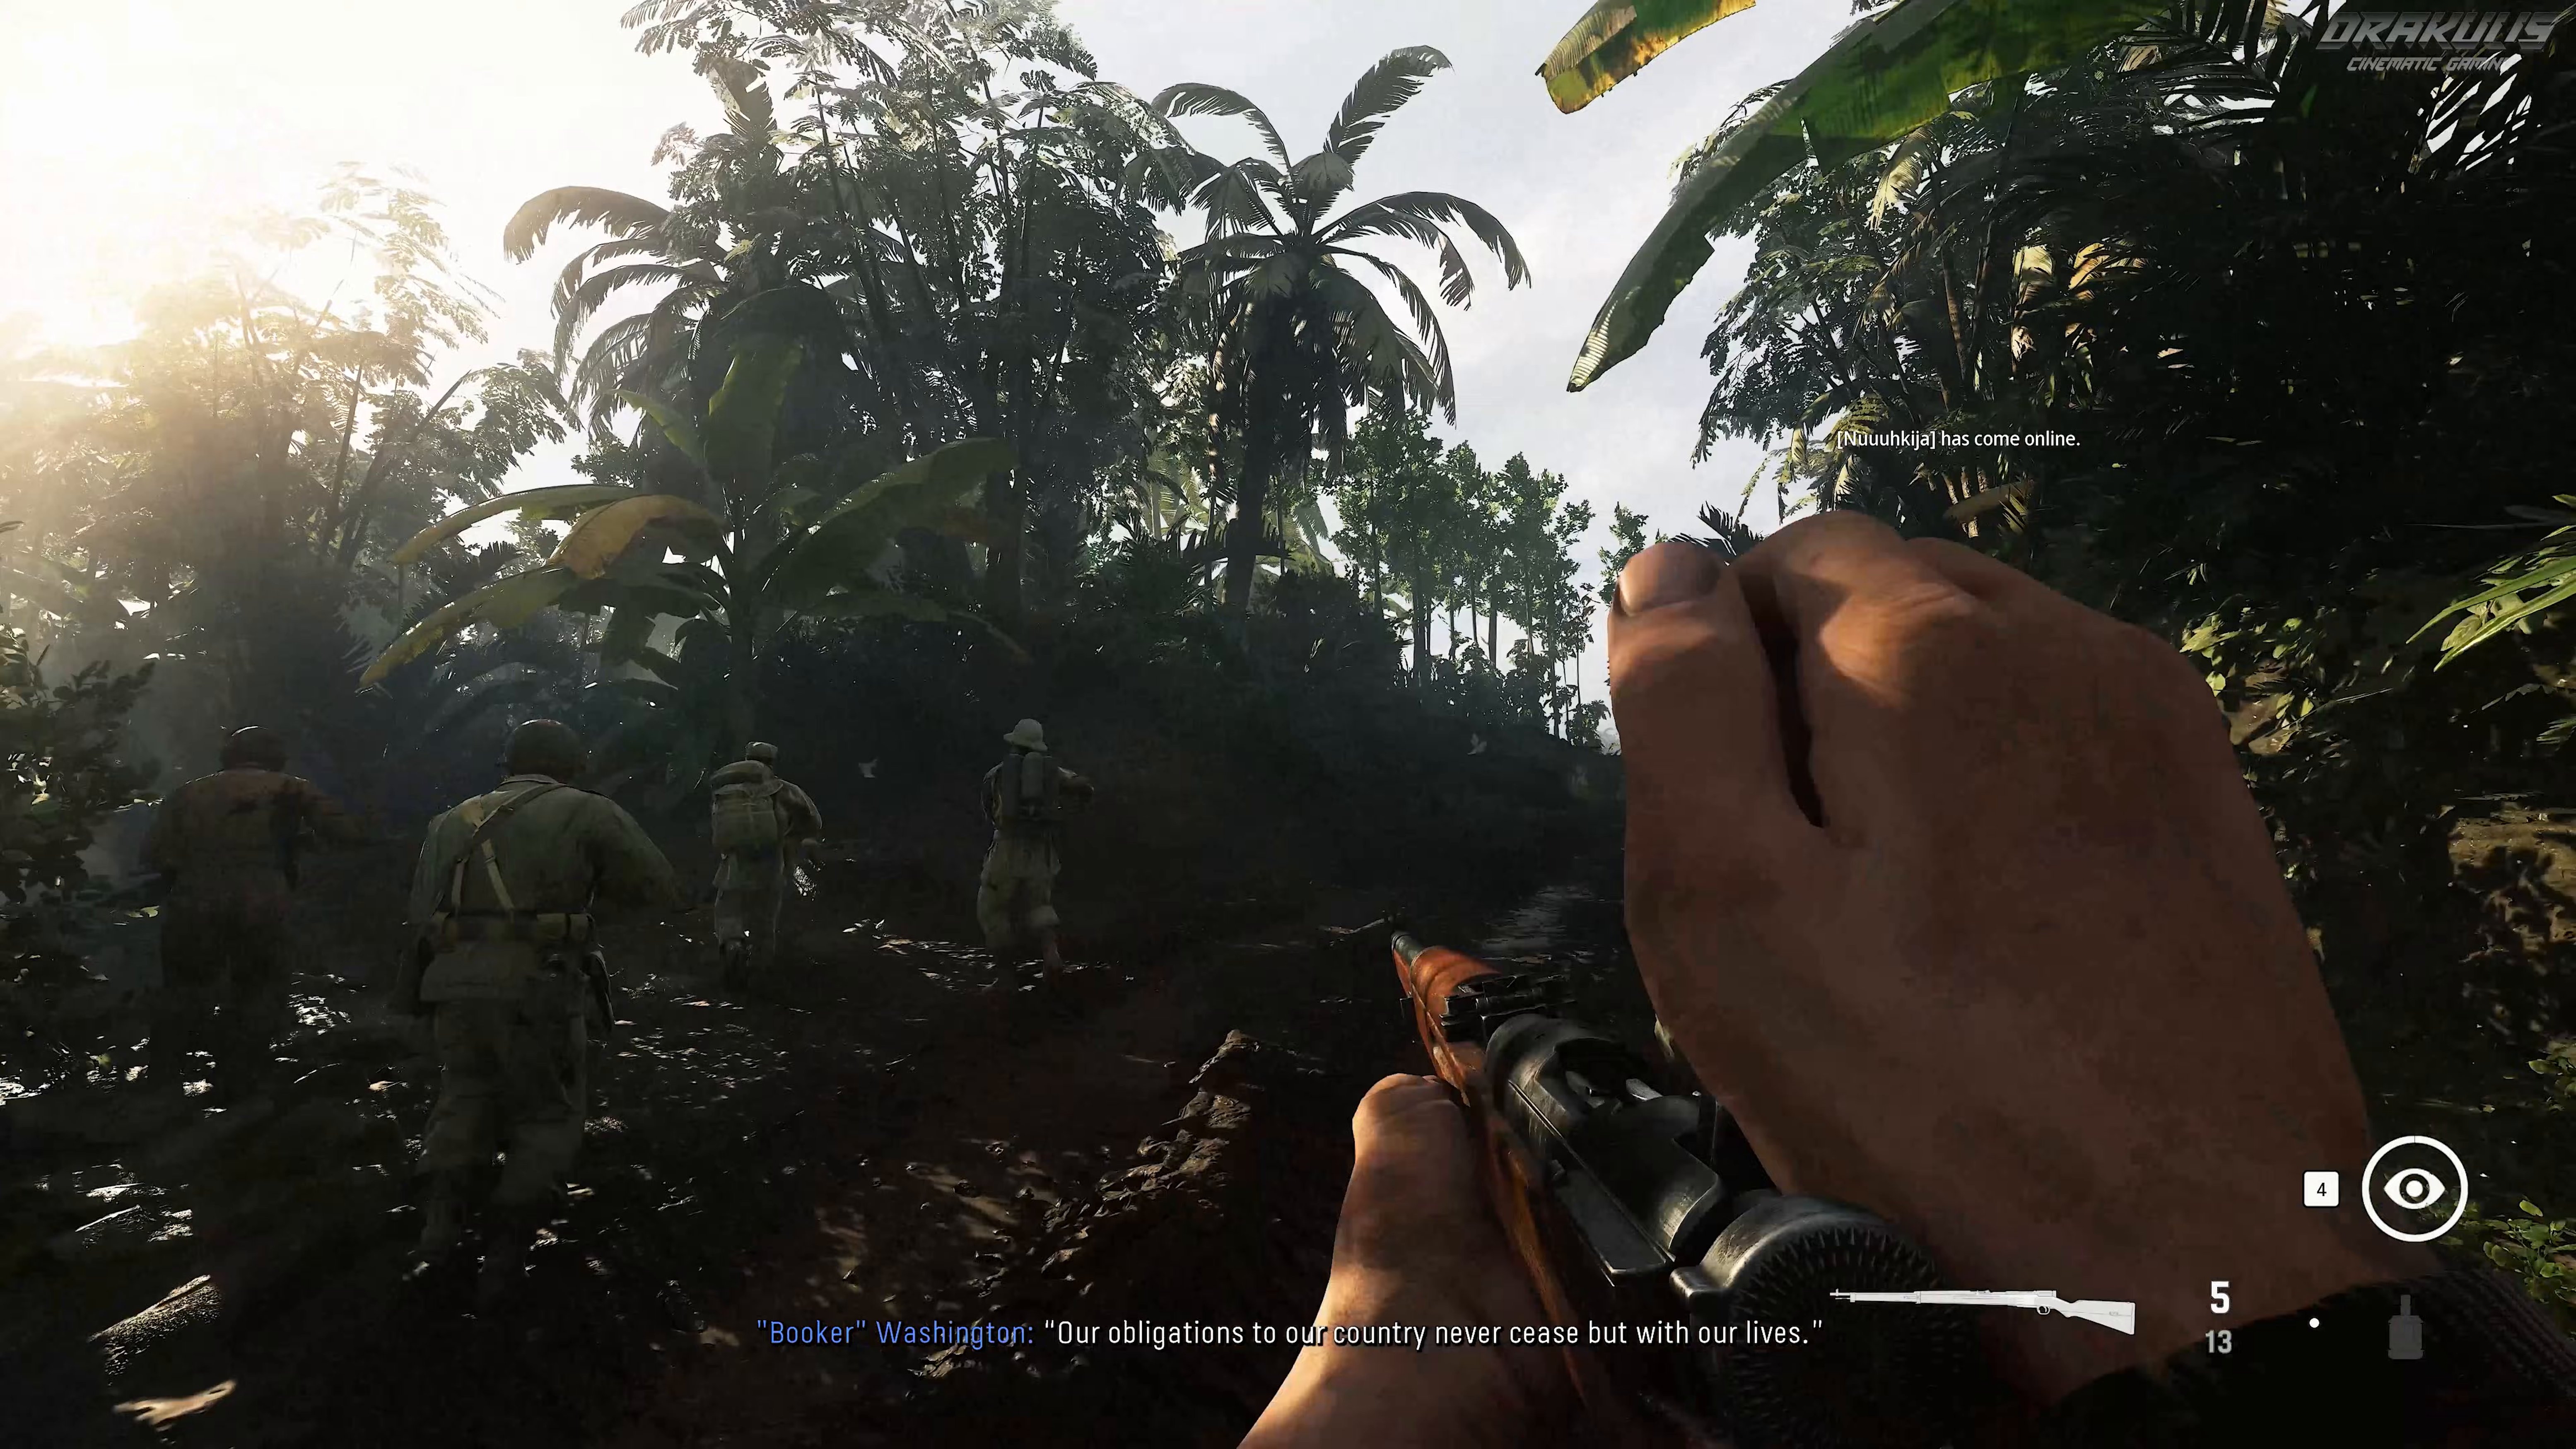 DRAKULIS
CINEMATIC GAMING
[Nuuuhkija] has come online.
4
5
13
"Booker" Washington: “Our obligations to our country never cease but with our lives.”